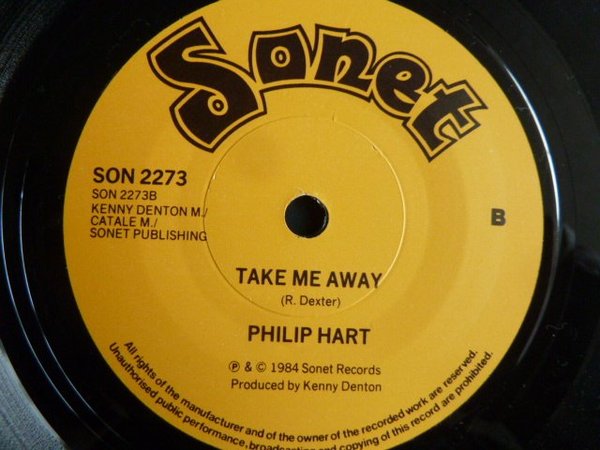 Sonet
SON 2273
SON 2273B
KENNY DENTON M./
CATALE M./
SONET PUBLISHING
B
TAKE ME AWAY
(R. Dexter)
PHILIP HART
℗ & © 1984 Sonet Records
Produced by Kenny Denton
All rights of the manufacturer and of the owner of the recorded work are reserved.
Unauthorised public performance, broadcasting and copying of this record are prohibited.